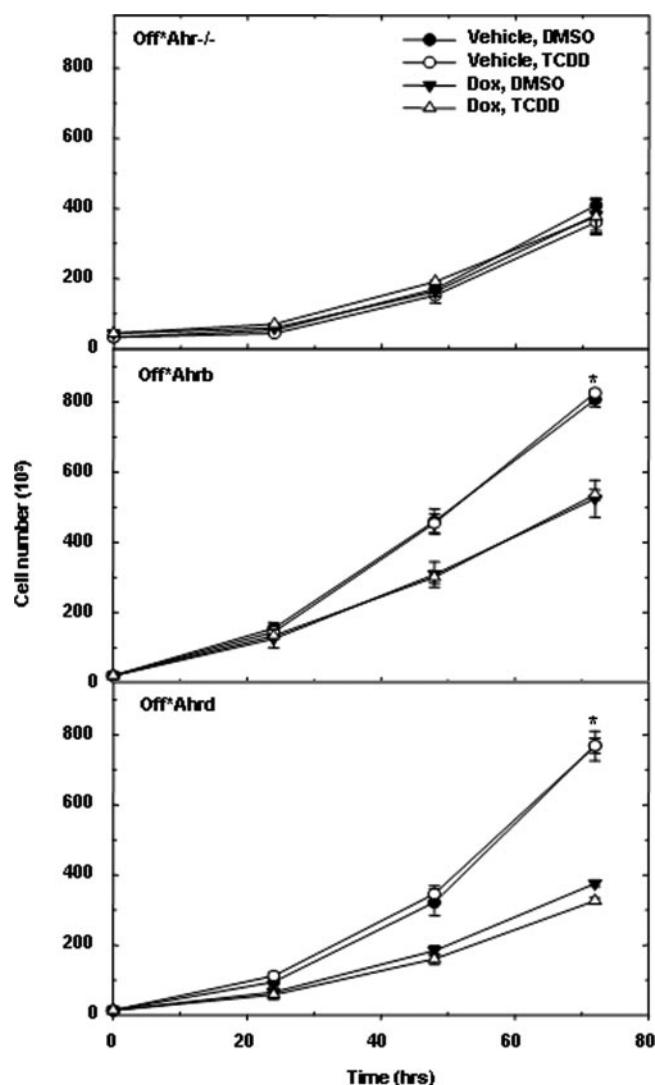 Off*Ahr-/-
Vehicle, DMSO
Vehicle, TCDD
Dox, DMSO
Dox, TCDD
800
600
400
200
0
Off*Ahrb
*
800
600
400
200
0
Off*Ahrd
*
800
600
400
200
0
0 20 40 60 80
Cell number (10³)
Time (hrs)